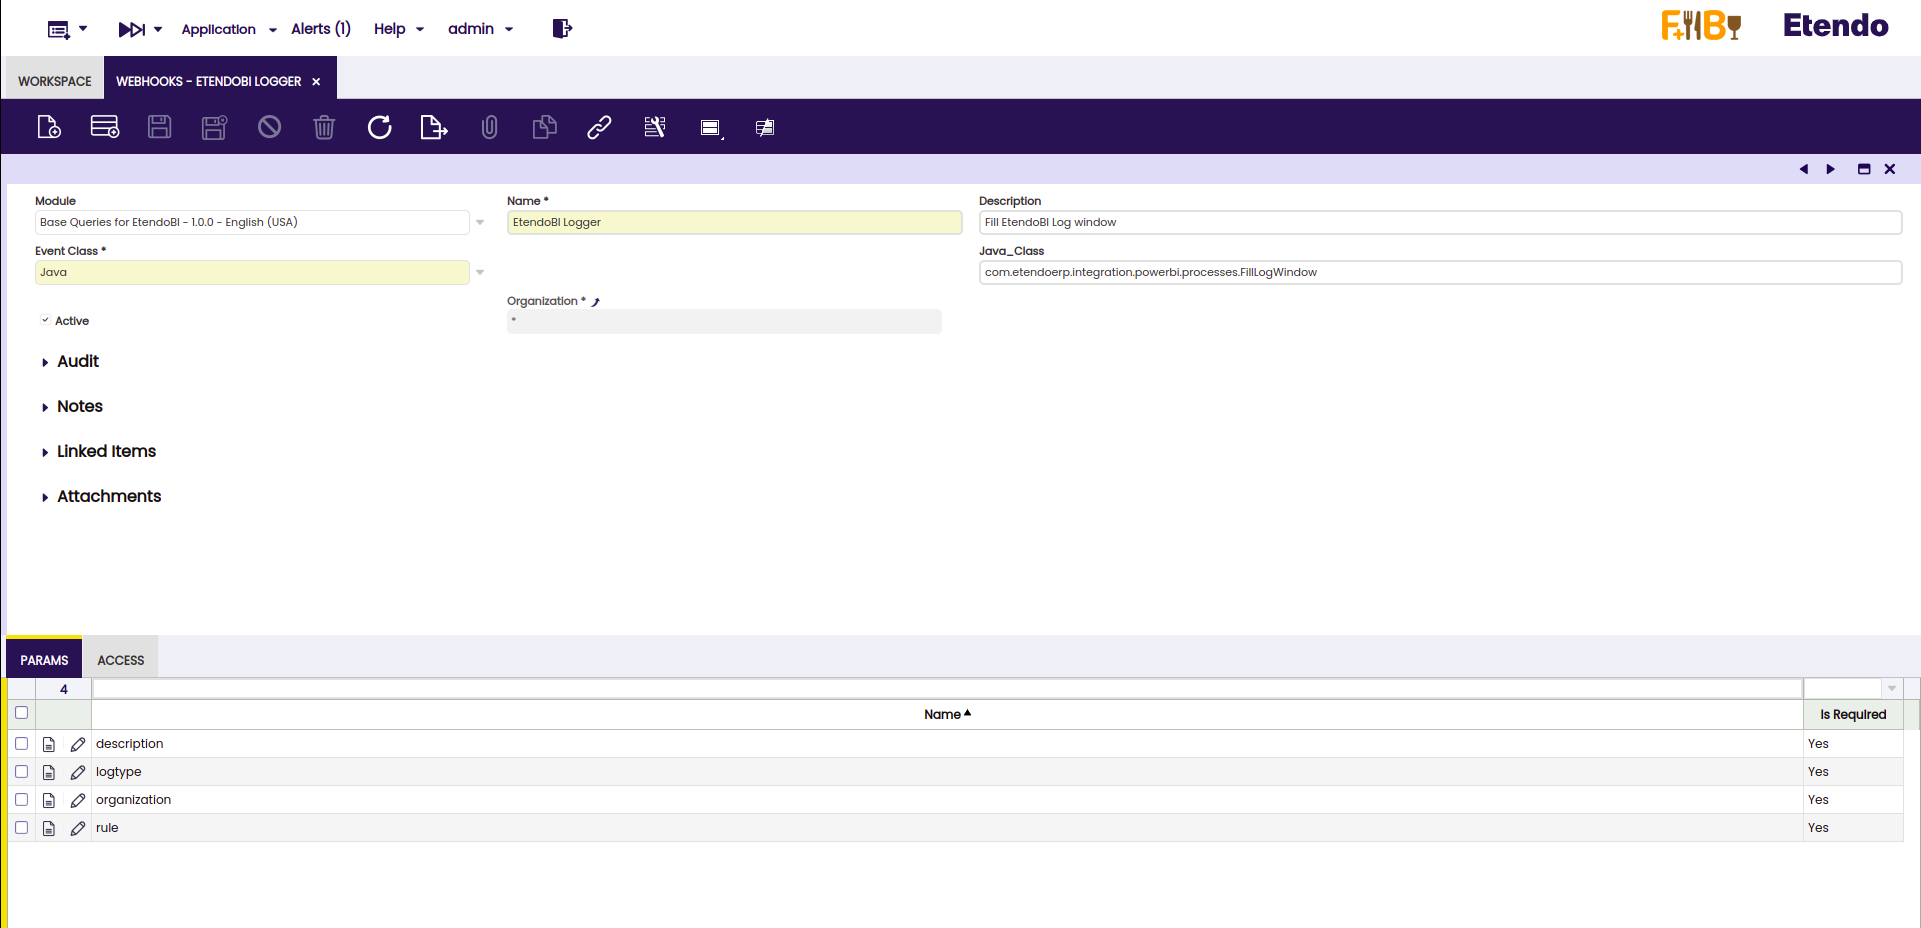 Application Alerts (1) Help admin
F+IIB Etendo
WORKSPACE WEBHOOKS - ETENDOBI LOGGER
Module Name * Description
Base Queries for EtendoBI - 1.0.0 - English (USA) EtendoBI Logger Fill EtendoBI Log window
Event Class * Java_Class
Java com.etendoerp.integration.powerbi.processes.FillLogWindow
Organization *
Active *
Audit
Notes
Linked Items
Attachments
PARAMS ACCESS
4
Name Is Required
description Yes
logtype Yes
organization Yes
rule Yes